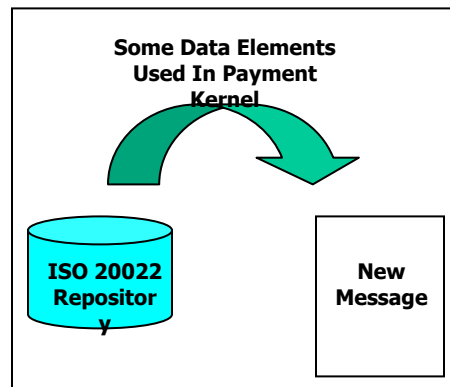 Some Data Elements
Used In Payment
Kernel
ISO 20022
Repositor
y
New
Message